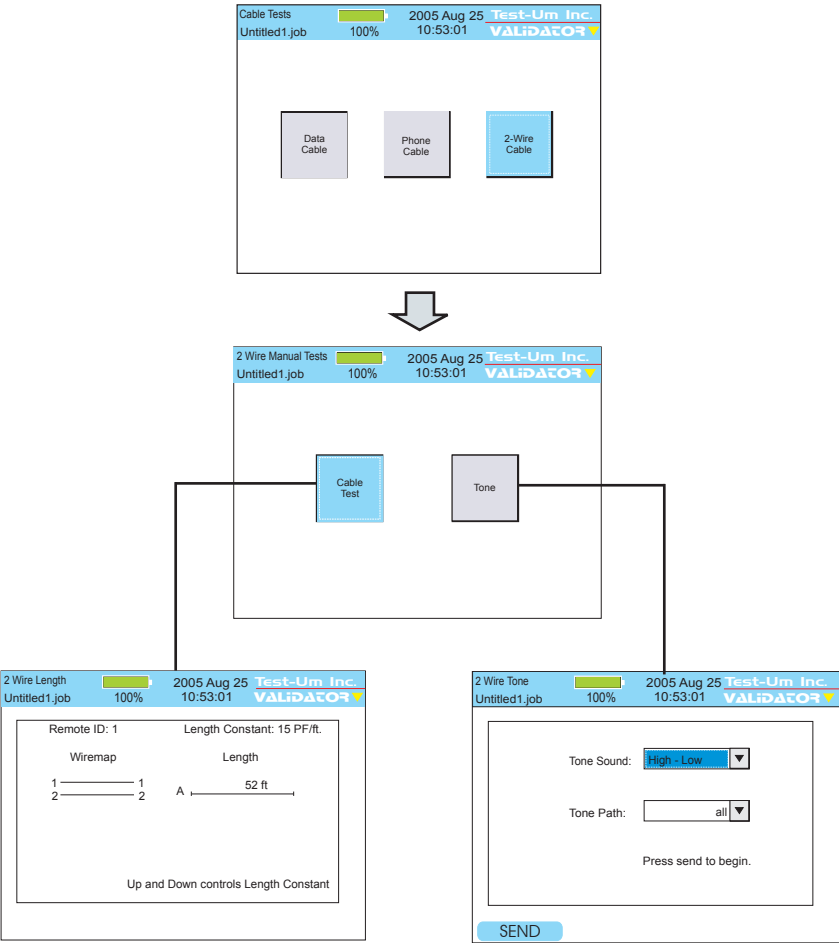 Cable Tests 2005 Aug 25 Test-Um Inc.
Untitled1.job 100% 10:53:01 VALIDATOR
Data
Cable
Phone
Cable
2-Wire
Cable
2 Wire Manual Tests 2005 Aug 25 Test-Um Inc.
Untitled1.job 100% 10:53:01 VALIDATOR
Cable
Test
Tone
2 Wire Length 2005 Aug 25 Test-Um Inc.
Untitled1.job 100% 10:53:01 VALIDATOR
Remote ID: 1 Length Constant: 15 PF/ft.
Wiremap Length
1 1
2 2
A 52 ft
Up and Down controls Length Constant
2 Wire Tone 2005 Aug 25 Test-Um Inc.
Untitled1.job 100% 10:53:01 VALIDATOR
Tone Sound: High - Low
Tone Path: all
Press send to begin.
SEND